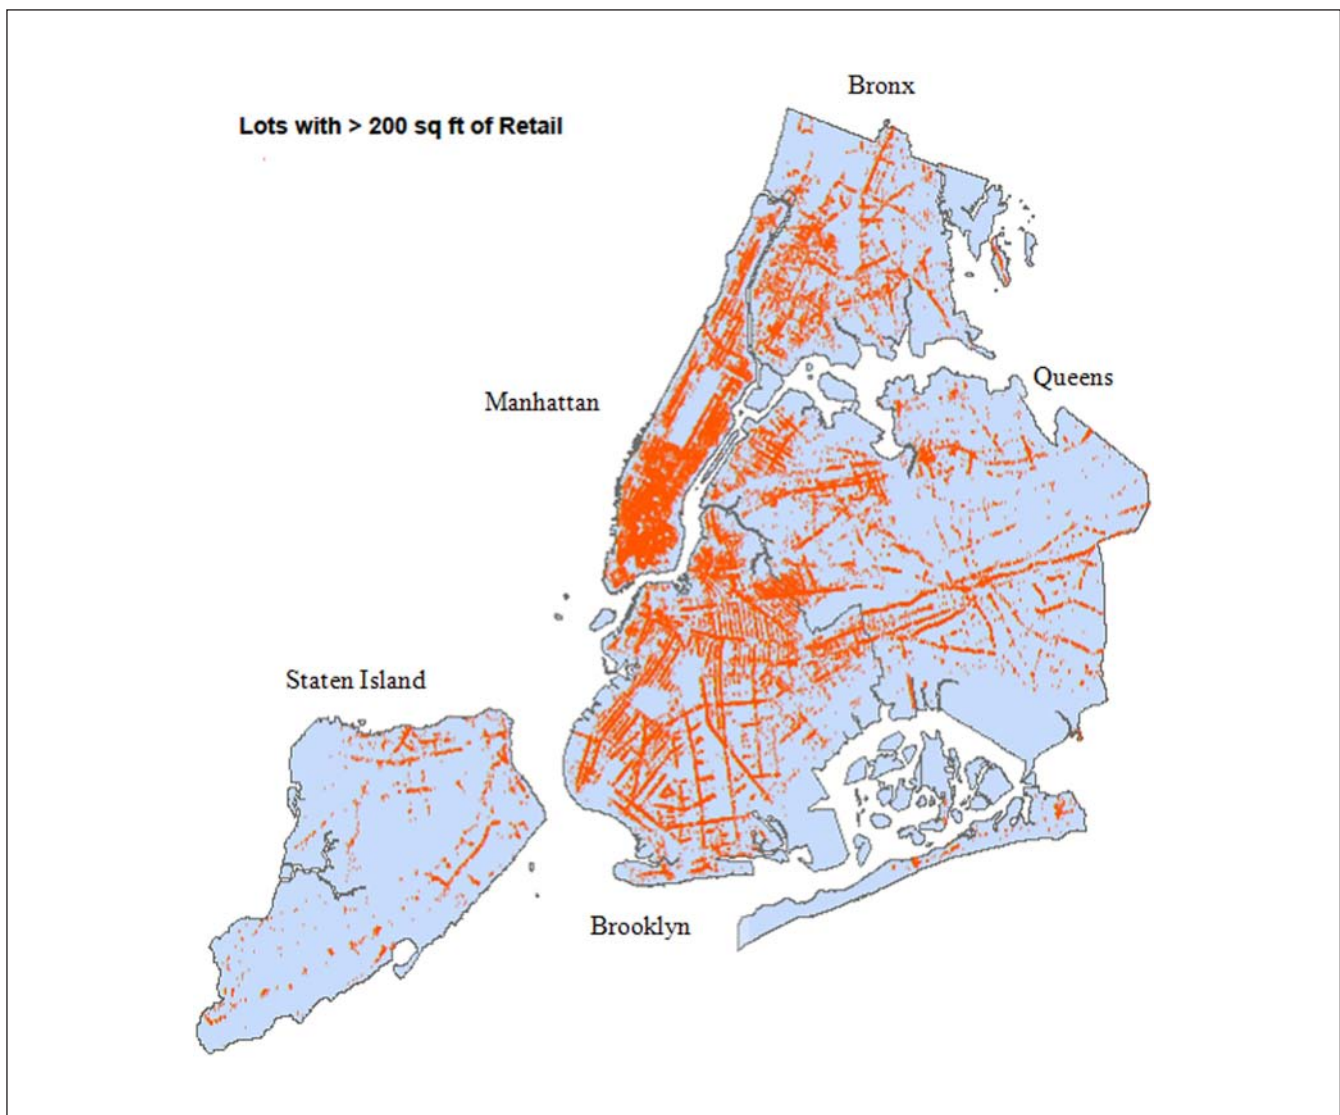 Bronx
Lots with > 200 sq ft of Retail
Queens
Manhattan
Staten Island
Brooklyn